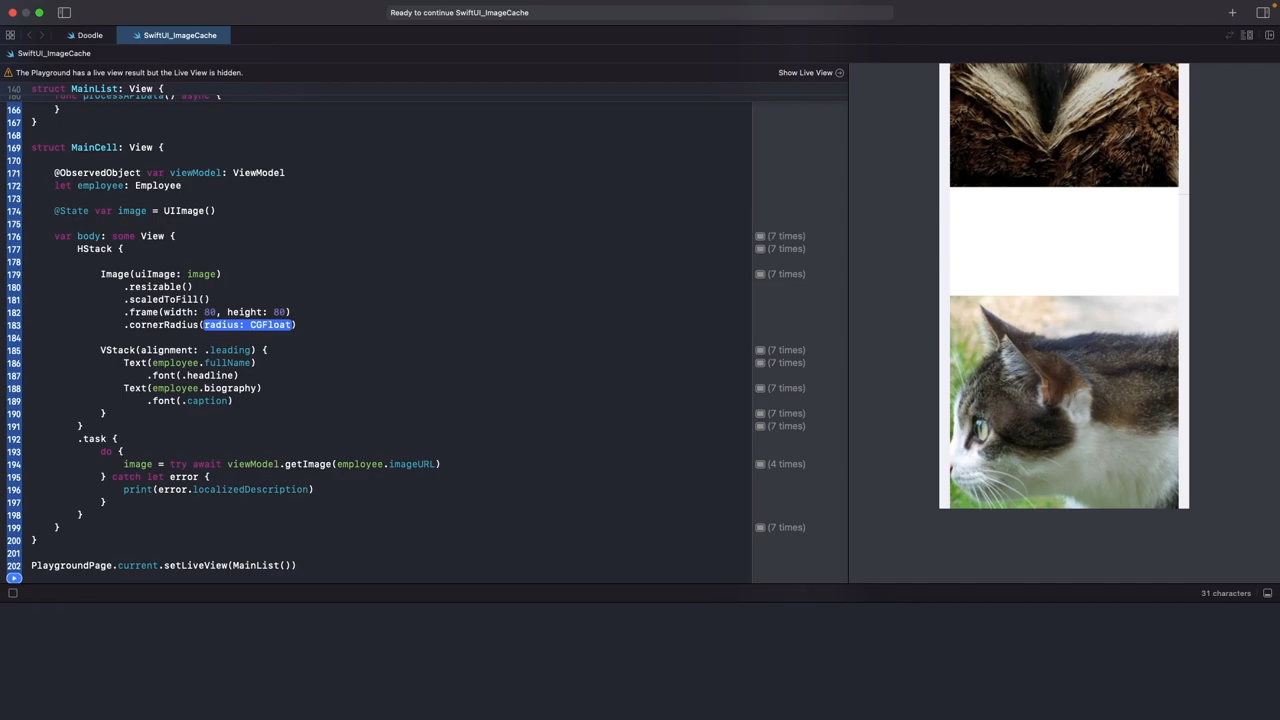 Ready to continue SwiftUI_ImageCache
Doodle
SwiftUI_ImageCache
SwiftUI_ImageCache
The Playground has a live view result but the Live View is hidden.
Show Live View
140 struct MainList: View {
func processAPIData() async {
166 }
167 }
168
169 struct MainCell: View {
170
171 @ObservedObject var viewModel: ViewModel
172 let employee: Employee
173
174 @State var image = UIImage()
175
176 var body: some View { (7 times)
177 HStack { (7 times)
178
179 Image(uiImage: image) (7 times)
180 .resizable()
181 .scaledToFill()
182 .frame(width: 80, height: 80)
183 .cornerRadius(radius: CGFloat)
185 VStack(alignment: .leading) { (7 times)
186 Text(employee.fullName) (7 times)
187 .font(.headline)
188 Text(employee.biography) (7 times)
189 .font(.caption)
190 } (7 times)
191 } (7 times)
192 .task {
193 do {
194 image = try await viewModel.getImage(employee.imageURL) (4 times)
195 } catch let error {
196 print(error.localizedDescription)
197 }
198 }
199 } (7 times)
200 }
201
202 PlaygroundPage.current.setLiveView(MainList())
31 characters